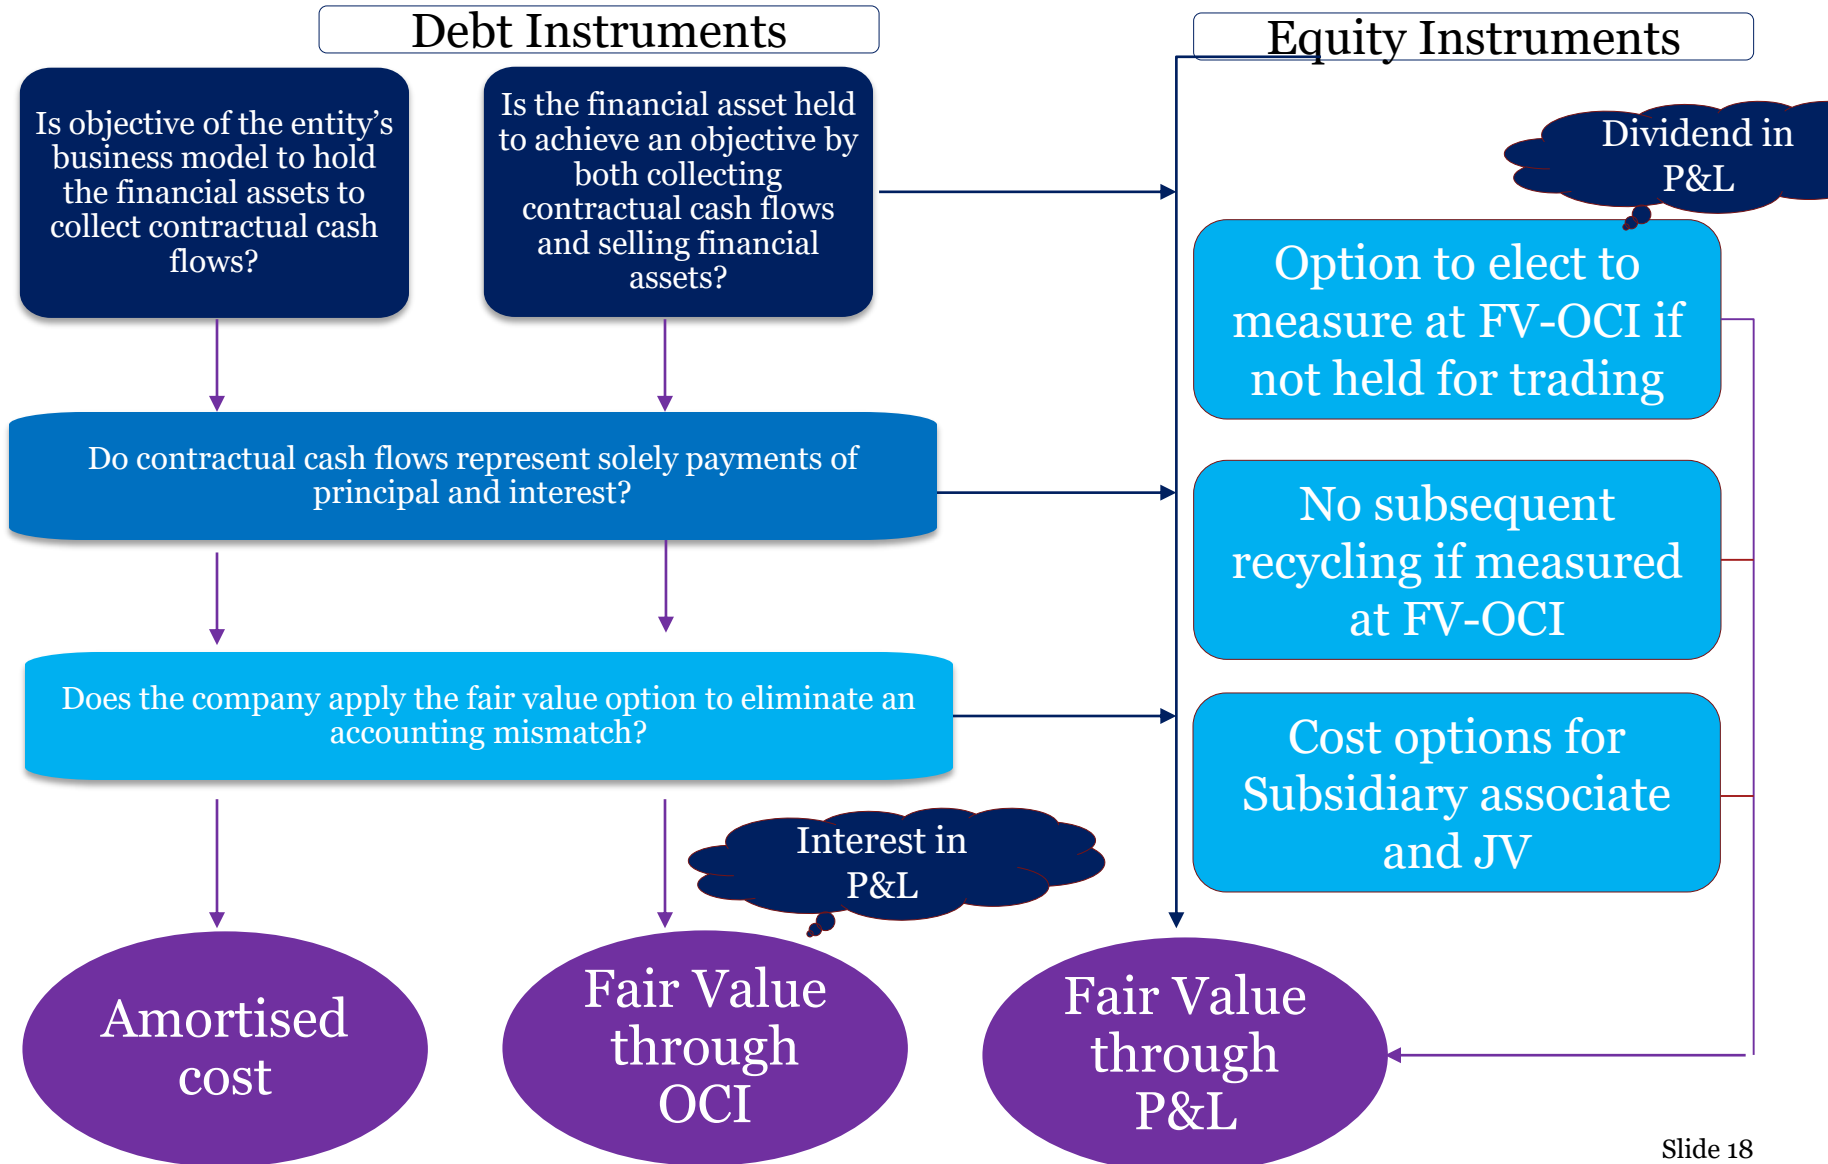 Debt Instruments
Equity Instruments
Is objective of the entity’s
business model to hold
the financial assets to
collect contractual cash
flows?
Is the financial asset held
to achieve an objective by
both collecting
contractual cash flows
and selling financial
assets?
Dividend in
P&L
Option to elect to
measure at FV-OCI if
not held for trading
Do contractual cash flows represent solely payments of
principal and interest?
No subsequent
recycling if measured
at FV-OCI
Does the company apply the fair value option to eliminate an
accounting mismatch?
Cost options for
Subsidiary associate
and JV
Interest in
P&L
Amortised
cost
Fair Value
through
OCI
Fair Value
through
P&L
Slide 18